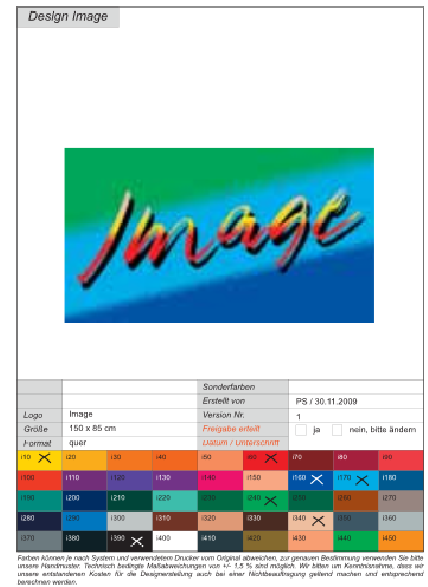 Design Image
Image
Sonderfarben
Erstellt von PS / 30.11.2009
Logo Image Version Nr. 1
Größe 150 x 85 cm Freigabe erteilt ja nein, bitte ändern
Format quer Datum / Unterschrift
i10 i20 i30 i40 i50 i60 i70 i80 i90
i100 i110 i120 i130 i140 i150 i160 i170 i180
i190 i200 i210 i220 i230 i240 i250 i260 i270
i280 i290 i300 i310 i320 i330 i340 i350 i360
i370 i380 i390 i400 i410 i420 i430 i440 i450
Farben können je nach System und verwendetem Drucker vom Original abweichen, zur genauen Bestimmung verwenden Sie bitte
unsere Handmuster. Technisch bedingte Maßabweichungen von +/- 1,5 % sind möglich. Wir bitten um Kenntnisnahme, dass wir
unsere entstandenen Kosten für die Designerstellung auch bei einer Nichtbeauftragung geltend machen und entsprechend
berechnen werden.